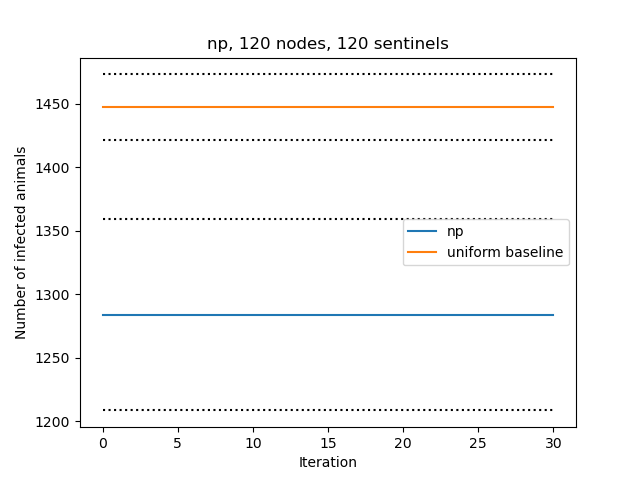 np, 120 nodes, 120 sentinels
Number of infected animals
1450
1400
1350
1300
1250
1200
np
uniform baseline
0 5 10 15 20 25 30
Iteration